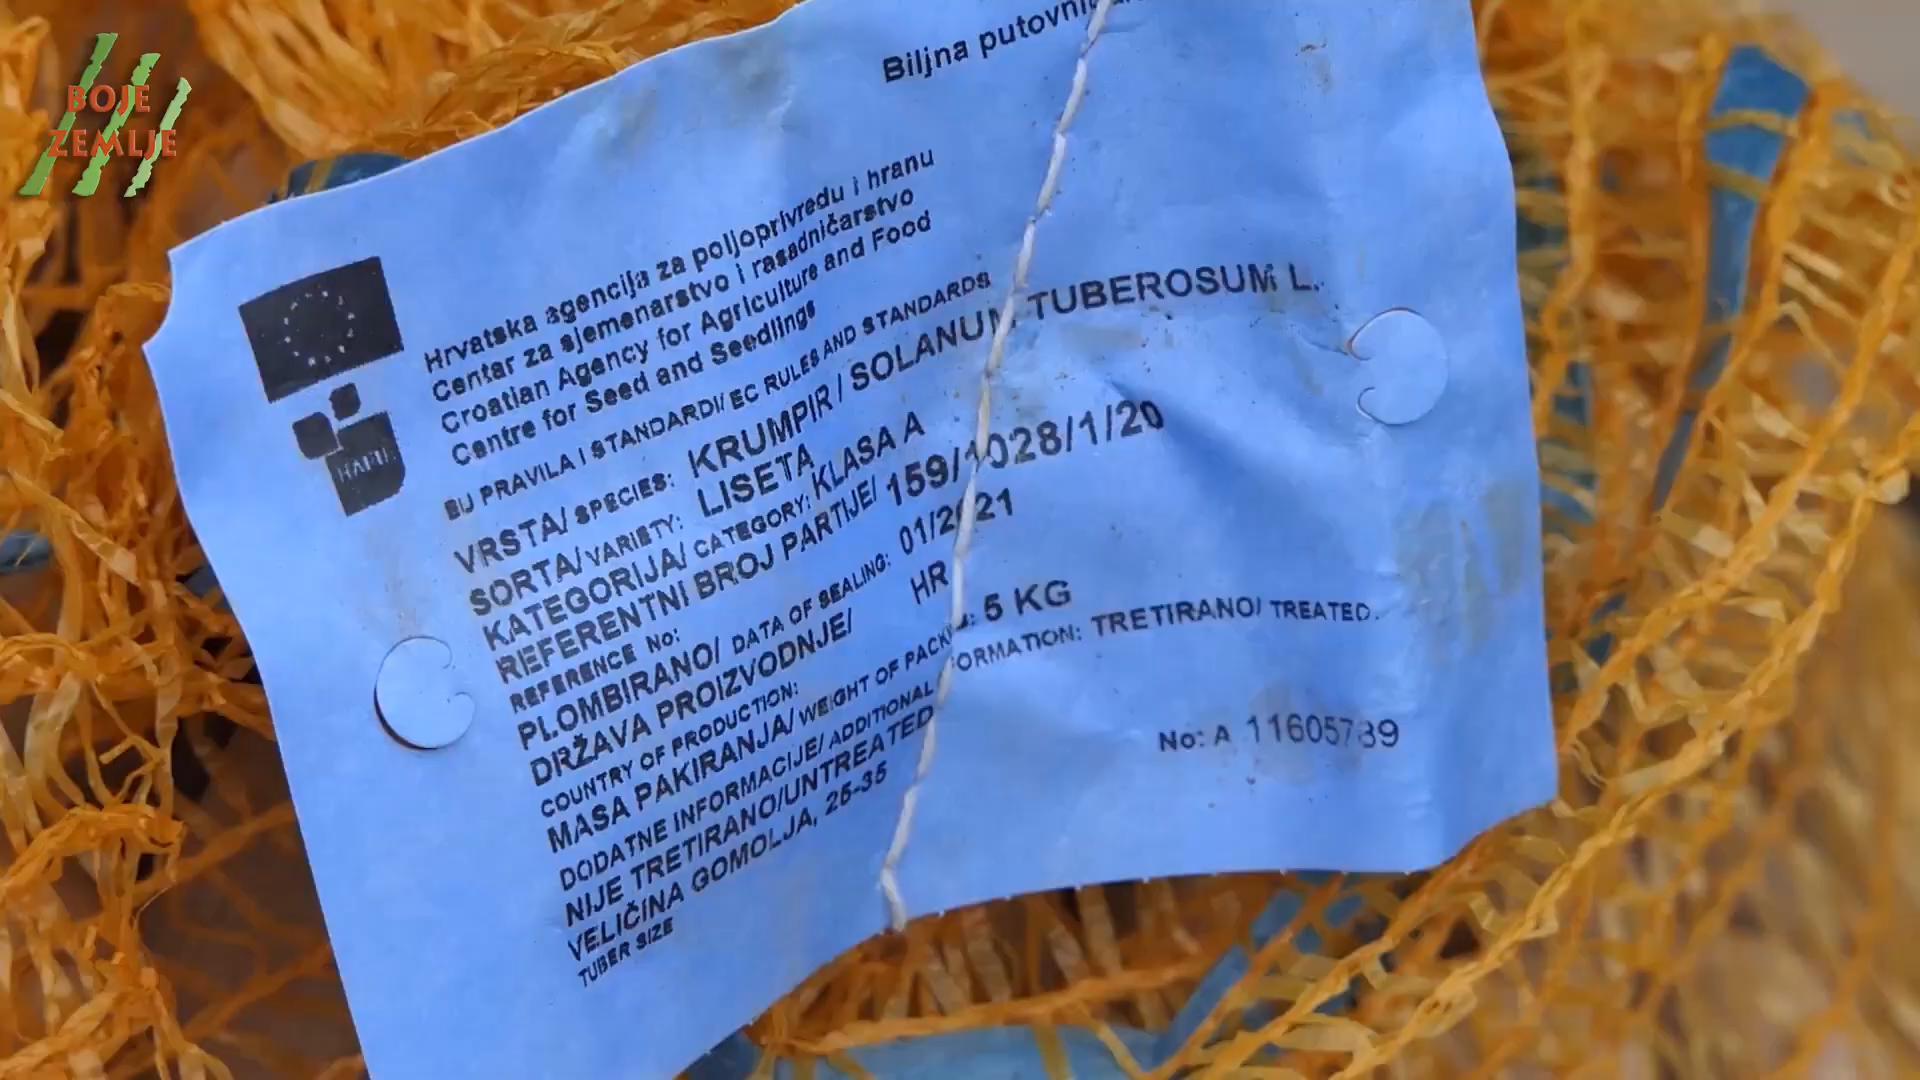 BOJE
ZEMLJE
Biljna
Hrvatska agencija za poljoprivredu i hranu
Centar za sjemenarstvo i rasadničarstvo
Croatian Agency for Agriculture and Food
Centre for Seed and Seedlings
EU PRAVILA I STANDARDI/ EC RULES AND STANDARDS
VRSTA/ SPECIES: KRUMPIR / SOLANUM TUBEROSUM L.
SORTA/ VARIETY: LISETA
KATEGORIJA/ CATEGORY: KLASA A
REFERENTNI BROJ PARTIJE/ 159/1028/1/20
REFERENCE No:
PLOMBIRANO/ DATA OF SEALING: 01/2021
DRŽAVA PROIZVODNJE/ HR
COUNTRY OF PRODUCTION:
MASA PAKIRANJA/ WEIGHT OF 5 KG
DODATNE INFORMACIJE/ ADDITIONAL ORMATION: TRETIRANO/ TREATED.
NIJE TRETIRANO/UNTREATED
VELIČINA GOMOLJA, 25-35
TUBER SIZE
No: A